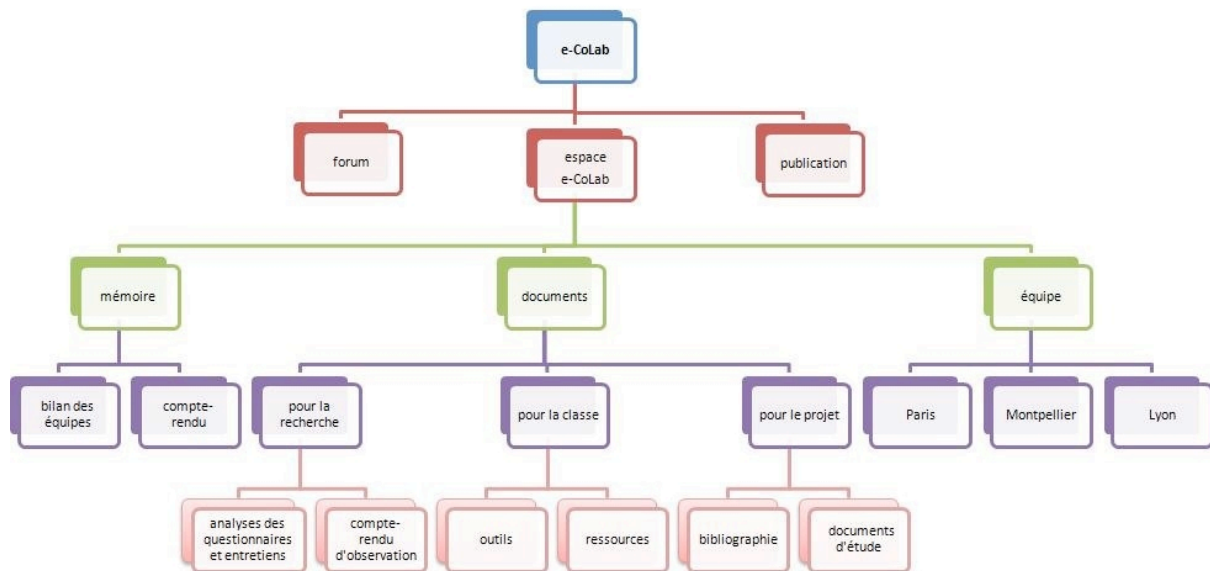 e-CoLab
forum
espace
e-CoLab
publication
mémoire
documents
équipe
bilan des
équipes
compte-
rendu
pour la
recherche
pour la classe
pour le projet
Paris
Montpellier
Lyon
analyses des
questionnaires
et entretiens
compte-
rendu
d'observation
outils
ressources
bibliographie
documents
d'étude